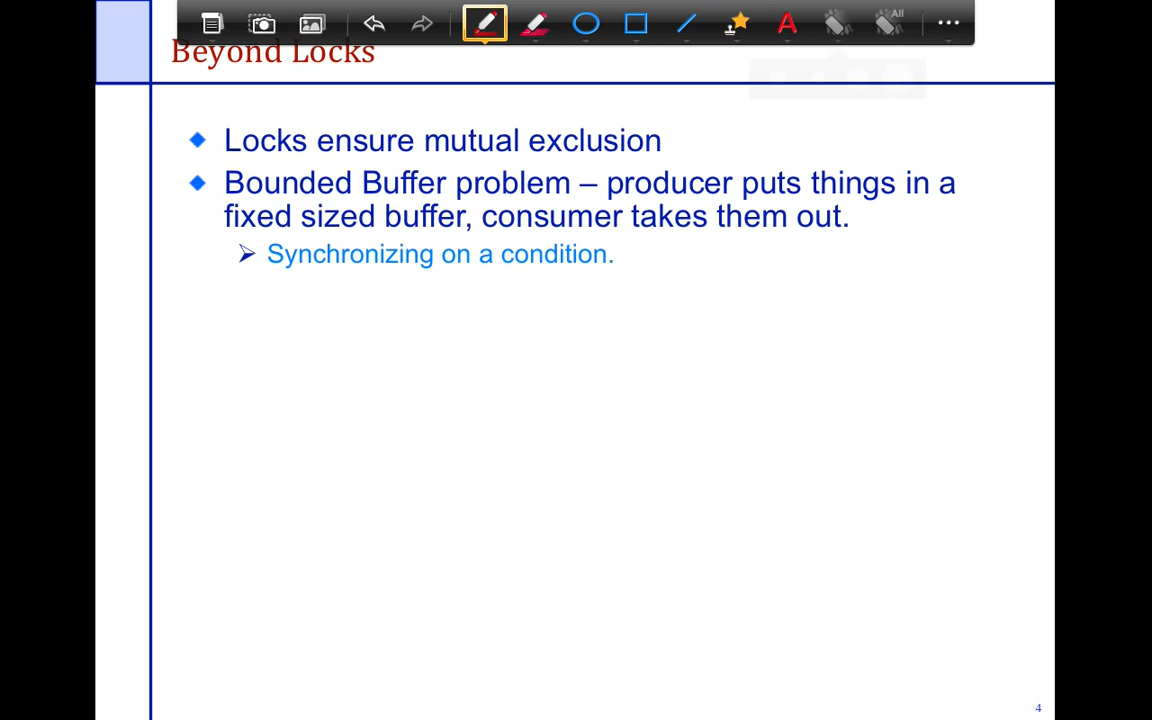 All
A
Beyond Locks
Locks ensure mutual exclusion
Bounded Buffer problem – producer puts things in a
fixed sized buffer, consumer takes them out.
Synchronizing on a condition.
4